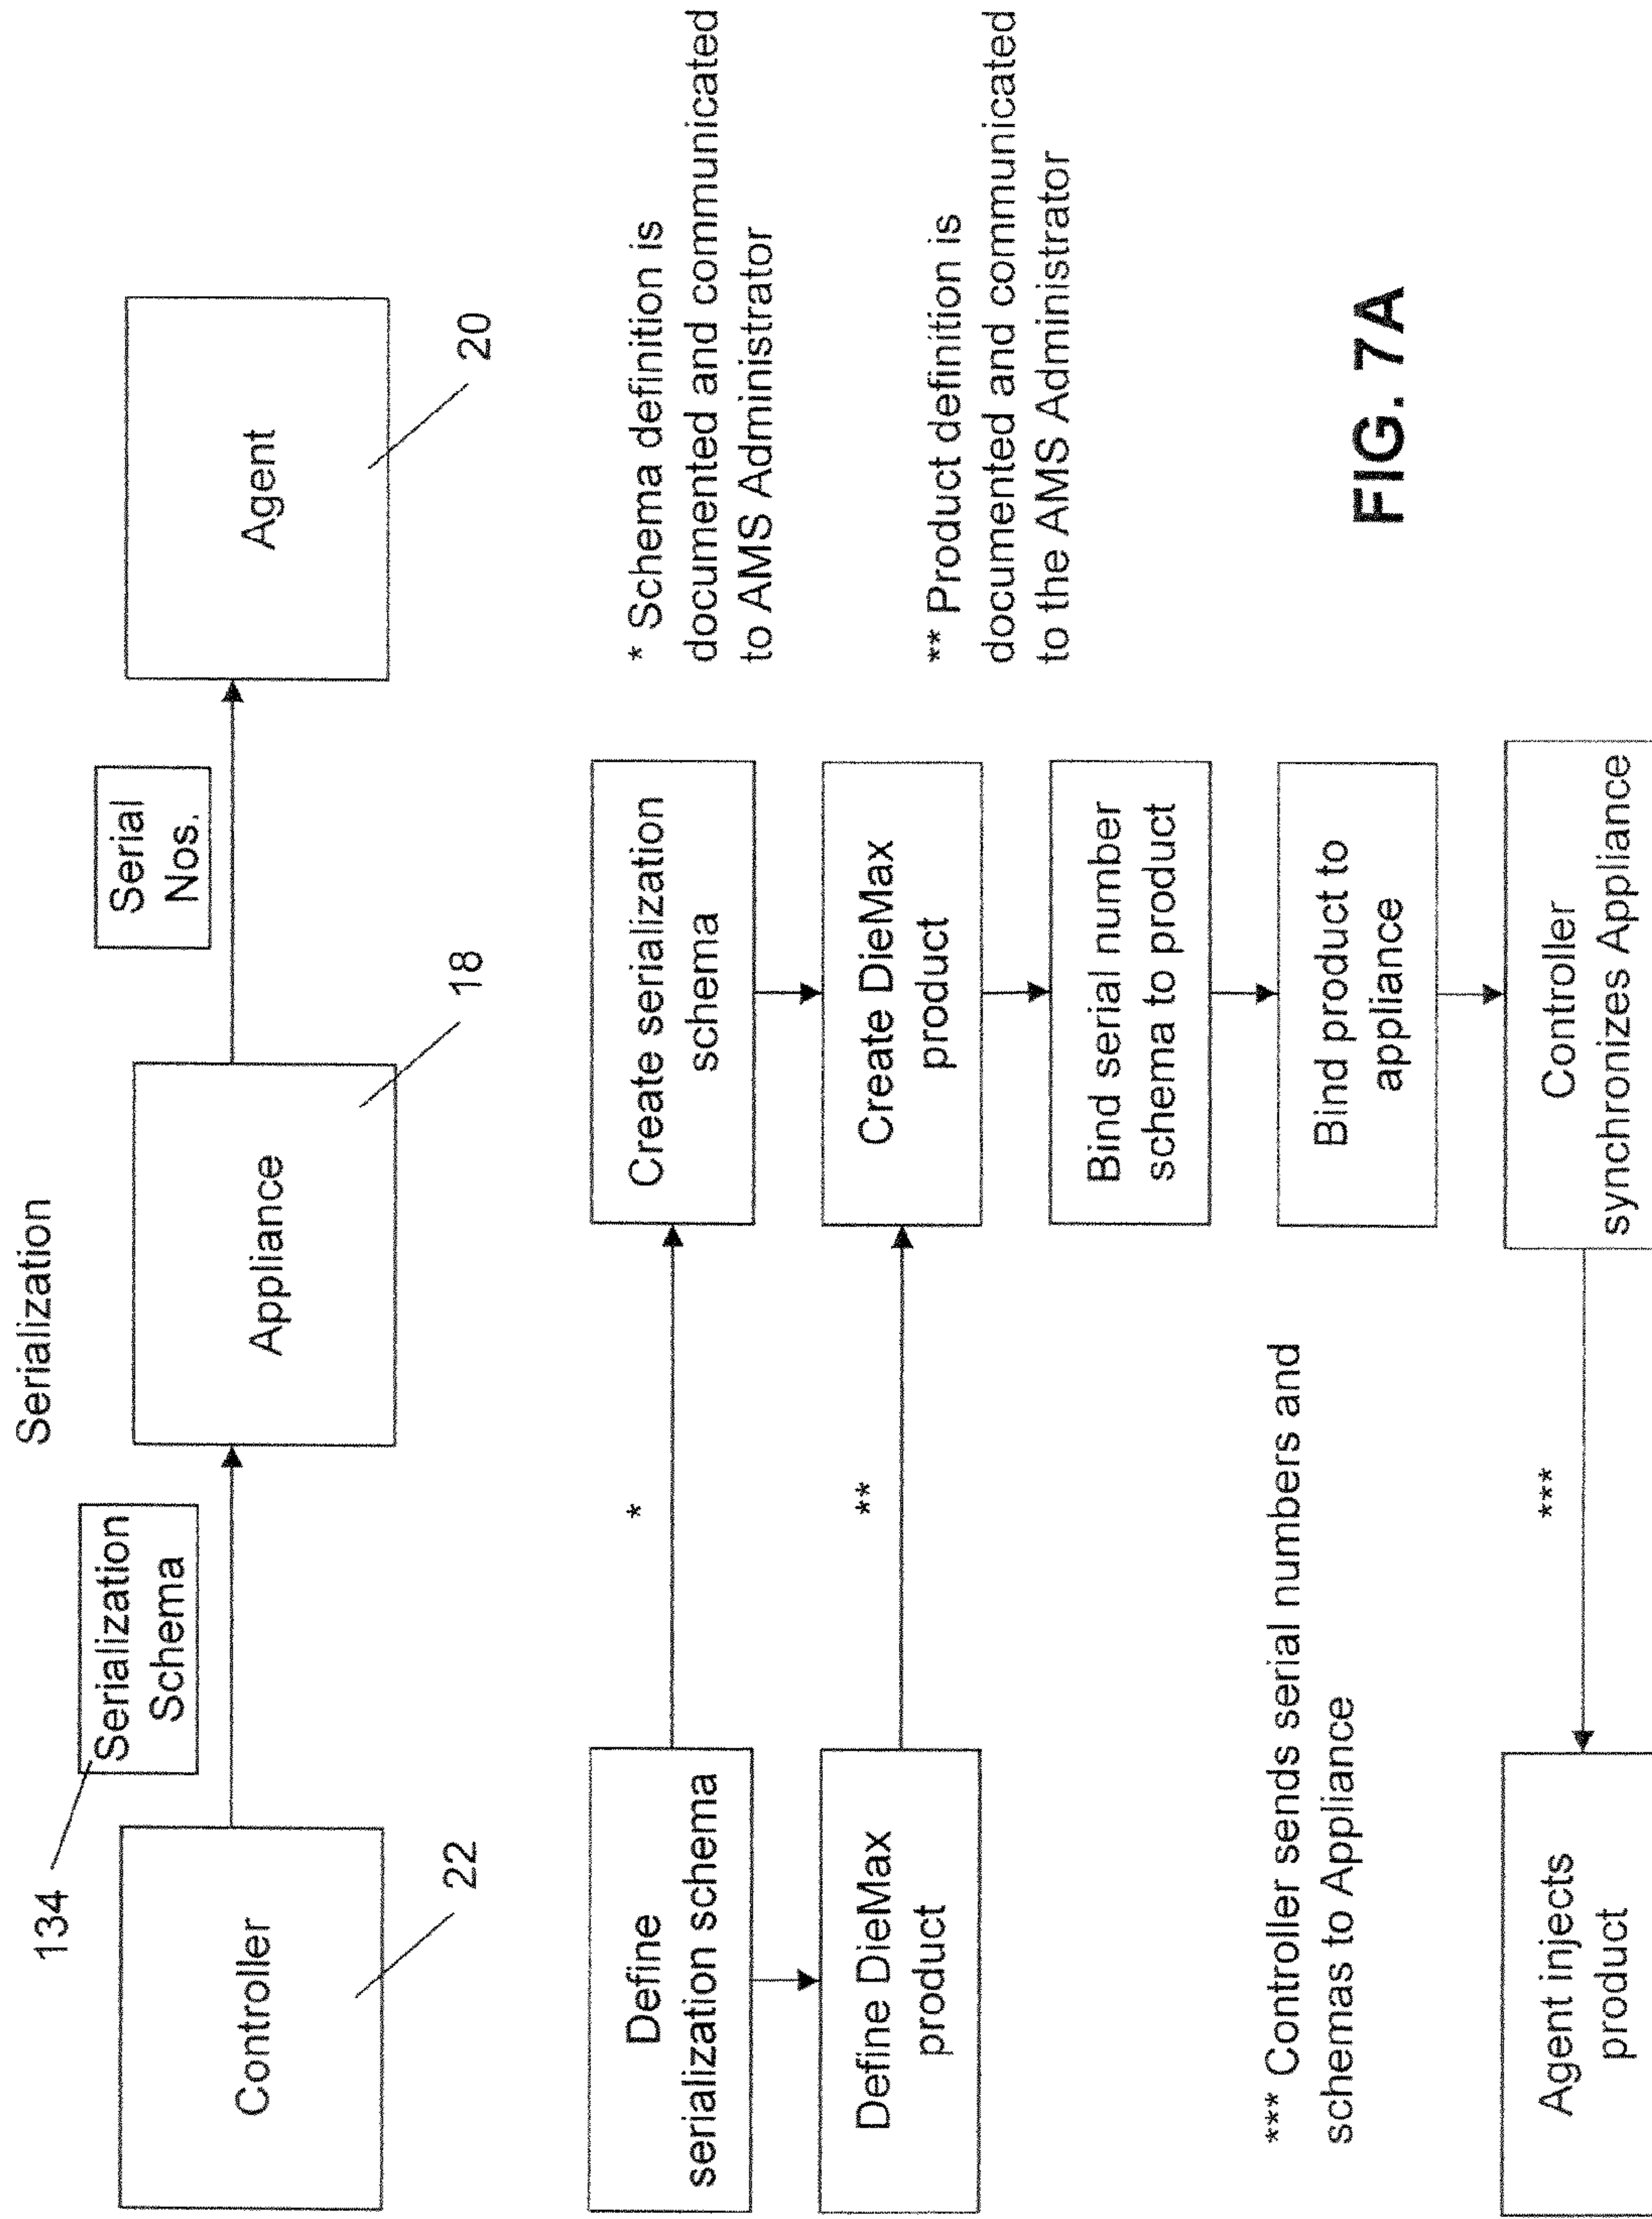 Serialization
134
Serialization
Schema
Serial
Nos.
Controller
Appliance
Agent
22
18
20
Define
serialization schema
*
Create serialization
schema
* Schema definition is
documented and communicated
to AMS Administrator
Define DieMax
product
**
Create DieMax
product
** Product definition is
documented and communicated
to the AMS Administrator
Bind serial number
schema to product
*** Controller sends serial numbers and
schemas to Appliance
Bind product to
appliance
Agent injects
product
***
Controller
synchronizes Appliance
FIG. 7A